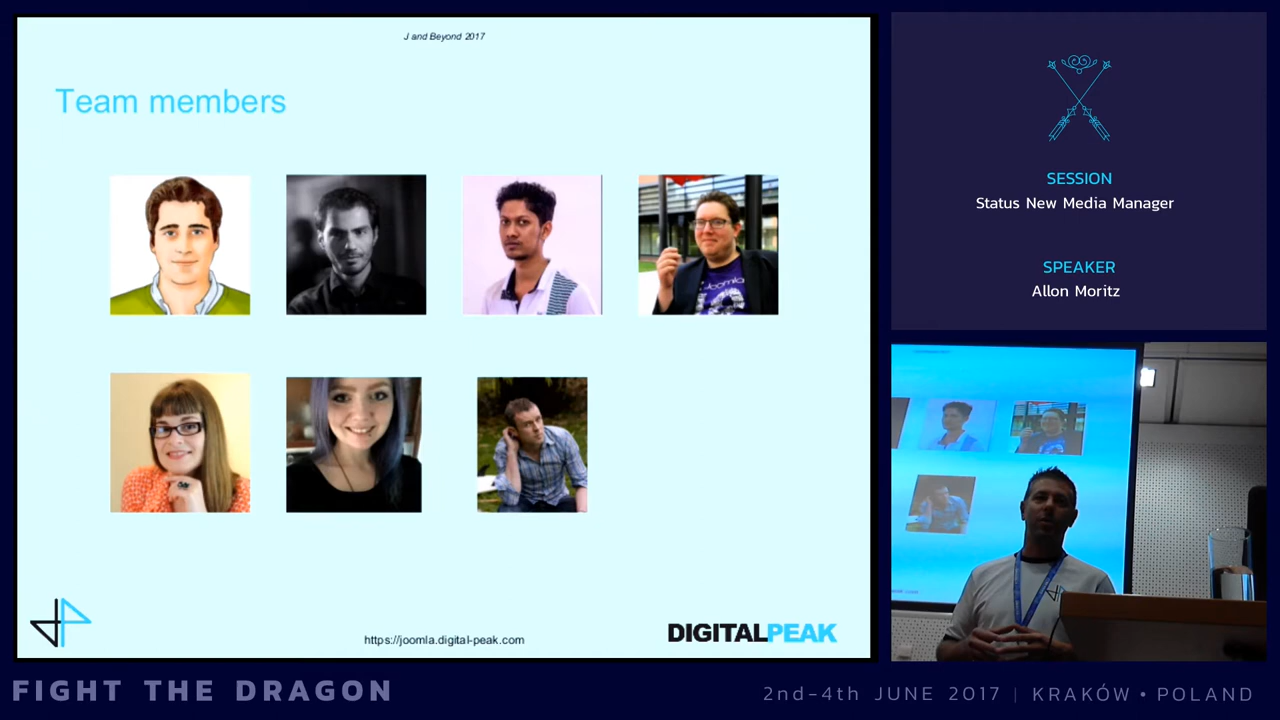 J and Beyond 2017
Team members
https://joomla.digital-peak.com
DIGITALPEAK
SESSION
Status New Media Manager
SPEAKER
Allon Moritz
FIGHT THE DRAGON
2nd-4th JUNE 2017 | KRAKÓW • POLAND